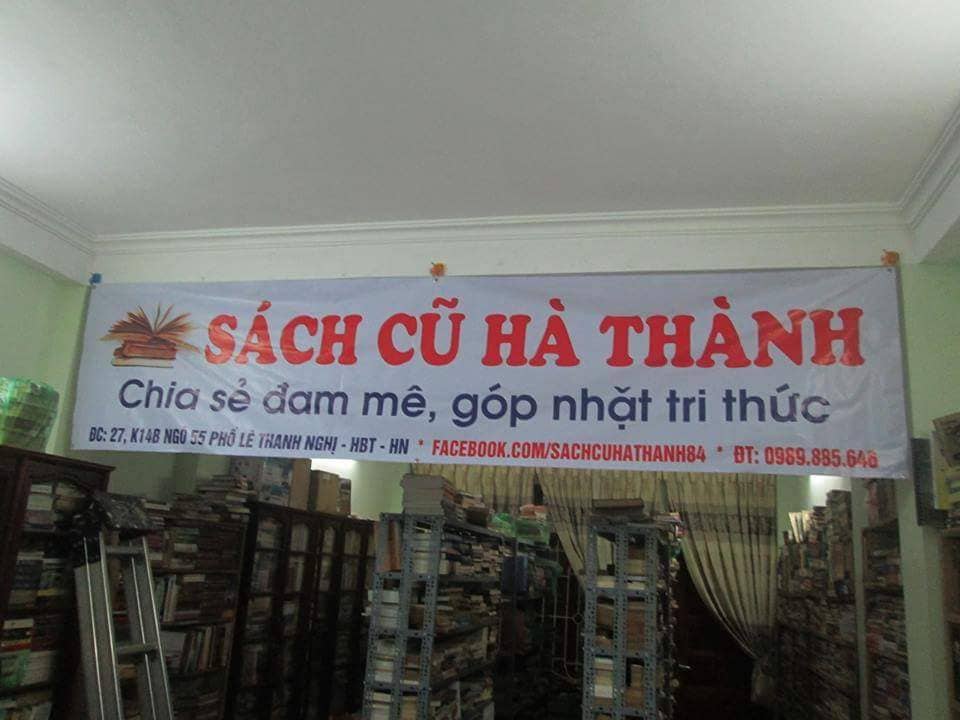 SÁCH CŨ HÀ THÀNH
Chia sẻ đam mê, góp nhặt tri thức
ĐC: 27, K14B NGÕ 55 PHỐ LÊ THANH NGHỊ - HBT - HN * FACEBOOK.COM/SACHCUHATHANH84 * ĐT: 0989.885.646